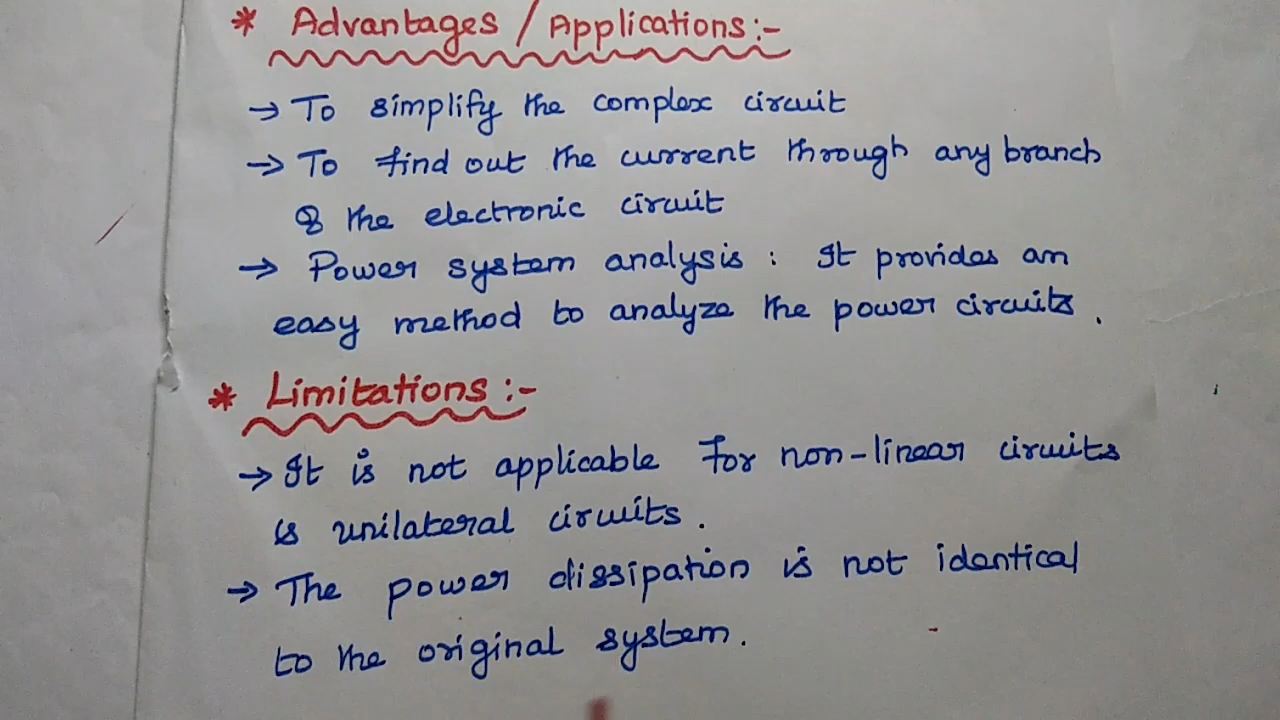 * Advantages / Applications:-
→ To simplify the complex circuit
→ To find out the current through any branch
of the electronic circuit
→ Power system analysis : It provides an
easy method to analyze the power circuits.
* Limitations :-
→ It is not applicable for non-linear circuits
& unilateral circuits.
→ The power dissipation is not identical
to the original system.